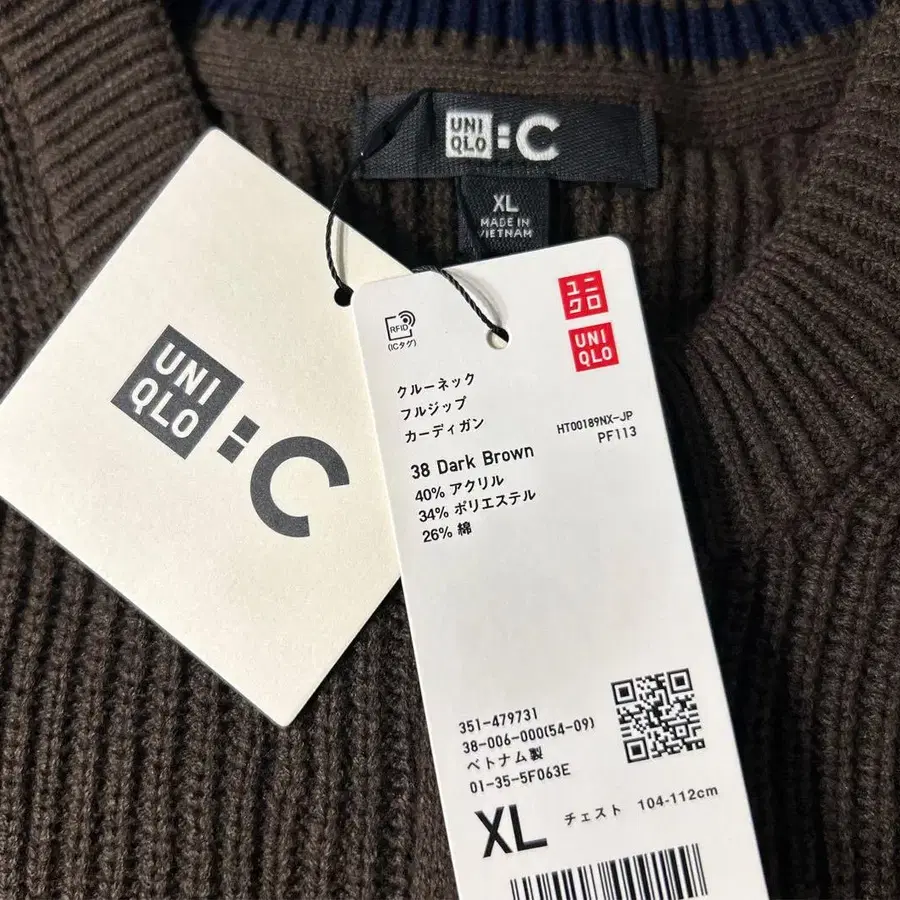 UNI
QLO
:C
XL
MADE IN
VIETNAM
UNI
QLO
:C
RFID
(ICタグ)
ユニ
クロ
UNI
QLO
クルーネック
フルジップ
カーディガン
HT00189NX-JP
PF113
38 Dark Brown
40% アクリル
34% ポリエステル
26% 綿
351-479731
38-006-000(54-09)
ベトナム製
01-35-5F063E
XL チェスト 104-112cm